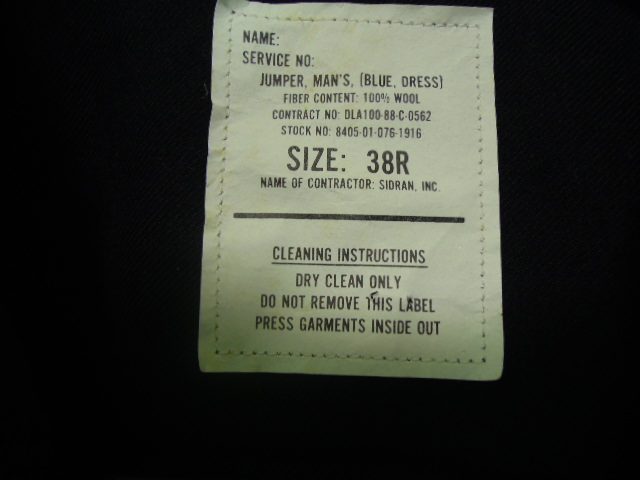 NAME:
SERVICE NO:
JUMPER, MAN'S, (BLUE, DRESS)
FIBER CONTENT: 100% WOOL
CONTRACT NO: DLA100-88-C-0562
STOCK NO: 8405-01-076-1916
SIZE: 38R
NAME OF CONTRACTOR: SIDRAN, INC.
CLEANING INSTRUCTIONS
DRY CLEAN ONLY
DO NOT REMOVE THIS LABEL
PRESS GARMENTS INSIDE OUT